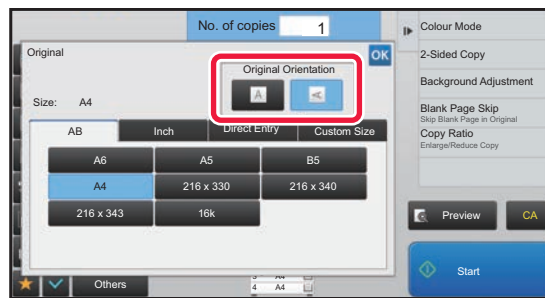 No. of copies 1
Original
OK
Original Orientation
A A
Size: A4
AB Inch Direct Entry Custom Size
A6 A5 B5
A4 216 x 330 216 x 340
216 x 343 16k
Others
4 A4
Colour Mode
2-Sided Copy
Background Adjustment
Blank Page Skip
Skip Blank Page in Original
Copy Ratio
Enlarge/Reduce Copy
Preview CA
Start